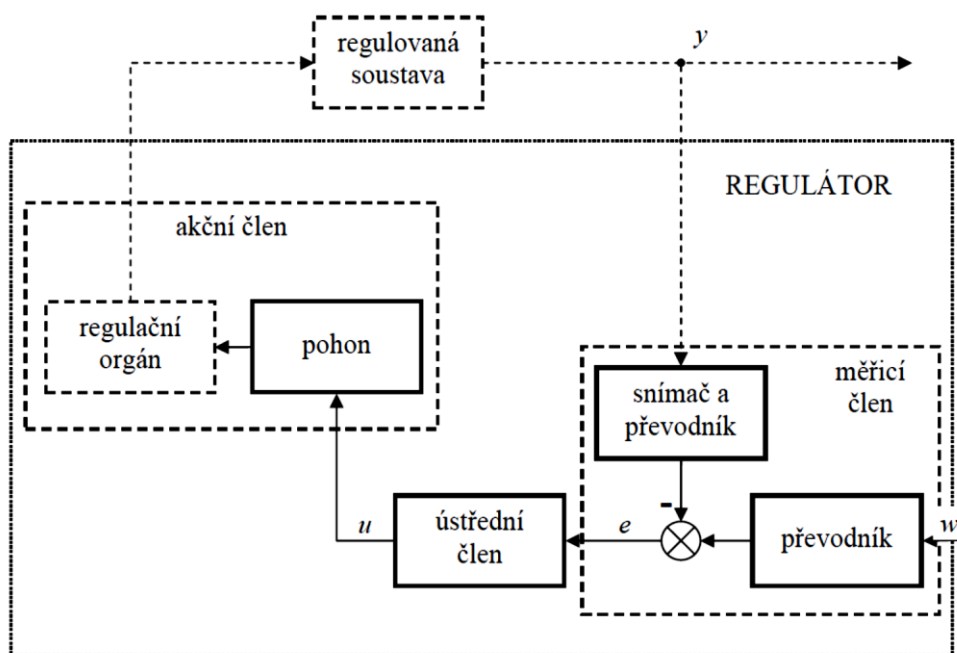 regulovaná
soustava
y
REGULÁTOR
akční člen
regulační
orgán
pohon
měřicí
člen
snímač a
převodník
-
u
ústřední
člen
e
převodník
w